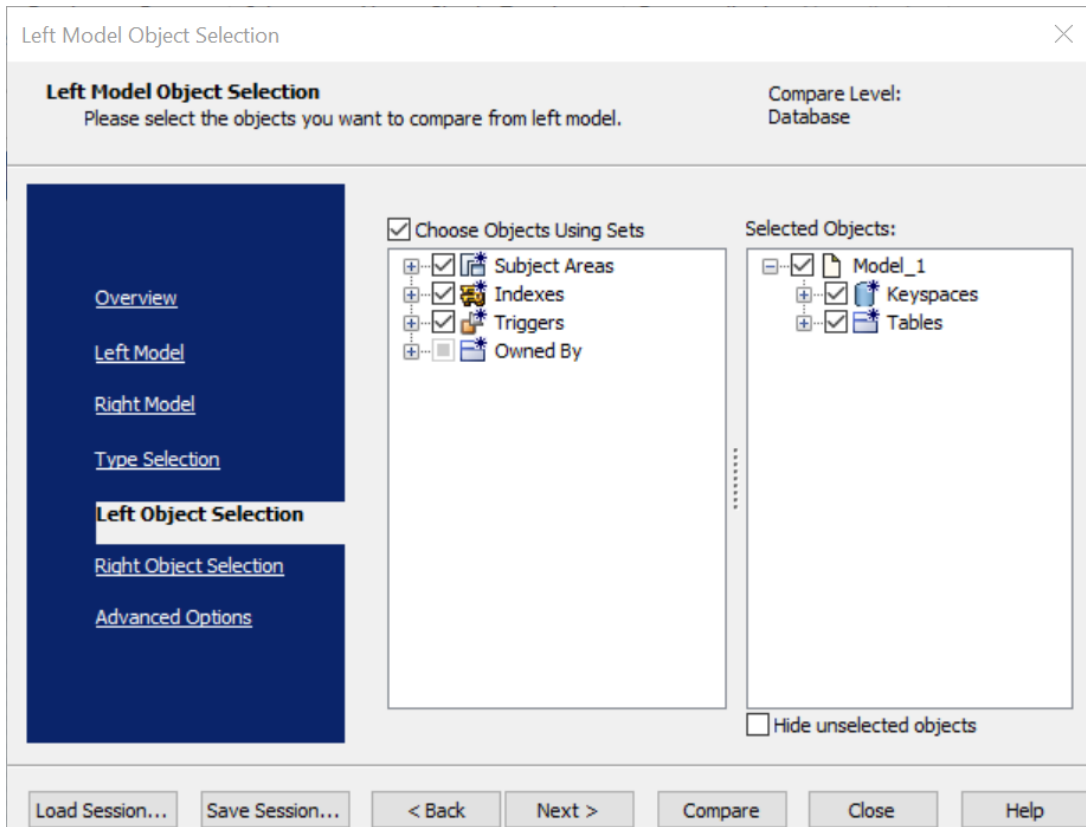 Left Model Object Selection
Left Model Object Selection
Please select the objects you want to compare from left model.
Compare Level:
Database
Overview
Left Model
Right Model
Type Selection
Left Object Selection
Right Object Selection
Advanced Options
Choose Objects Using Sets
Subject Areas
Indexes
Triggers
Owned By
Selected Objects:
Model_1
Keyspaces
Tables
Hide unselected objects
Load Session...
Save Session...
< Back
Next >
Compare
Close
Help